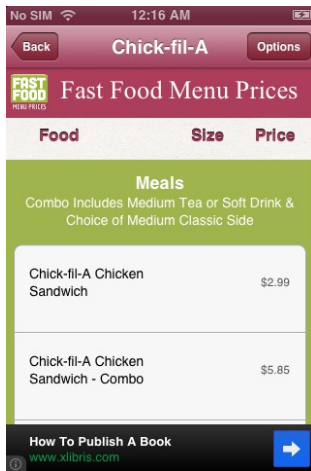 No SIM 12:16 AM
Back Chick-fil-A Options
FAST
FOOD
MENU PRICES
Fast Food Menu Prices
Food Size Price
Meals
Combo Includes Medium Tea or Soft Drink &
Choice of Medium Classic Side
Chick-fil-A Chicken
Sandwich
$2.99
Chick-fil-A Chicken
Sandwich - Combo
$5.85
How To Publish A Book
www.xlibris.com